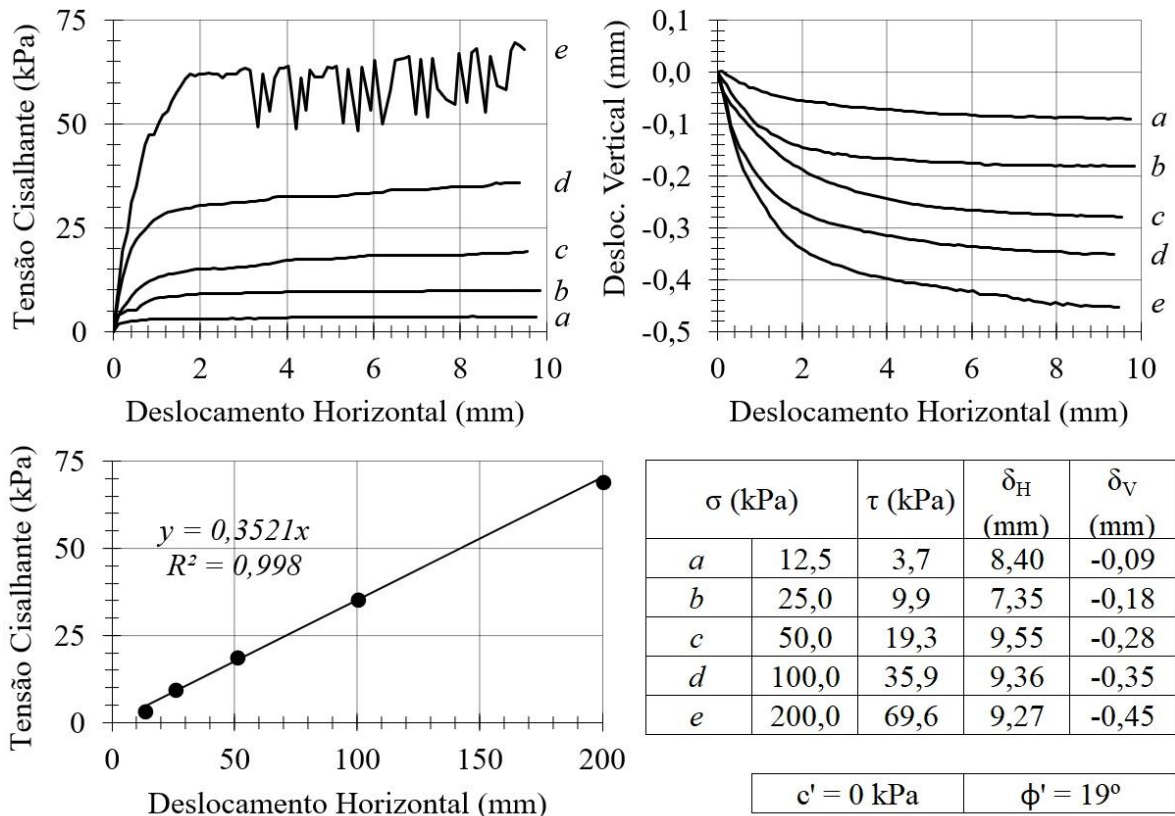 Tensão Cisalhante (kPa)
75
50
25
0
0 2 4 6 8 10
Deslocamento Horizontal (mm)
e
d
c
b
a
Desloc. Vertical (mm)
0,1
0,0
-0,1
-0,2
-0,3
-0,4
-0,5
0 2 4 6 8 10
Deslocamento Horizontal (mm)
a
b
c
d
e
Tensão Cisalhante (kPa)
75
50
25
0
0 50 100 150 200
Deslocamento Horizontal (mm)
y = 0,3521x
R² = 0,998
σ (kPa) τ (kPa) δH (mm) δV (mm)
a 12,5 3,7 8,40 -0,09
b 25,0 9,9 7,35 -0,18
c 50,0 19,3 9,55 -0,28
d 100,0 35,9 9,36 -0,35
e 200,0 69,6 9,27 -0,45
c' = 0 kPa ϕ' = 19º